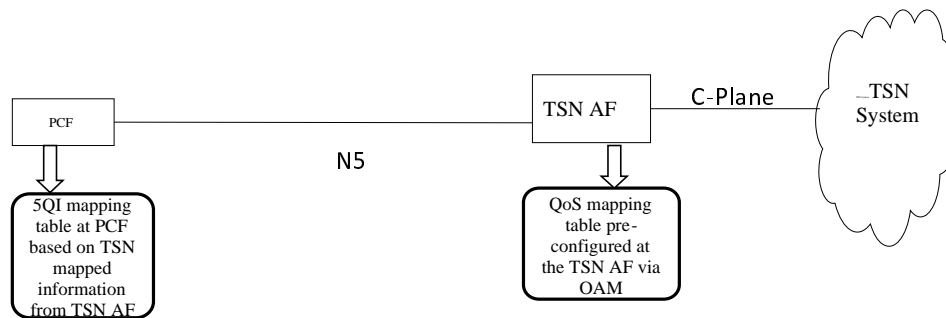 C-Plane
TSN
System
PCF
TSN AF
N5
5QI mapping
table at PCF
based on TSN
mapped
information
from TSN AF
QoS mapping
table pre-
configured at
the TSN AF via
OAM